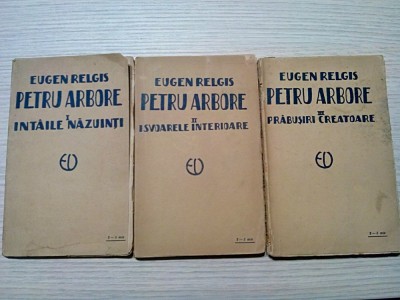 EUGEN RELGIS
PETRU ARBORE
I
INTÂILE NĂZUINȚI
EUGEN RELGIS
PETRU ARBORE
II
ISVOARELE INTERIOARE
EUGEN RELGIS
PETRU ARBORE
III
PRĂBUȘIRI CREATOARE